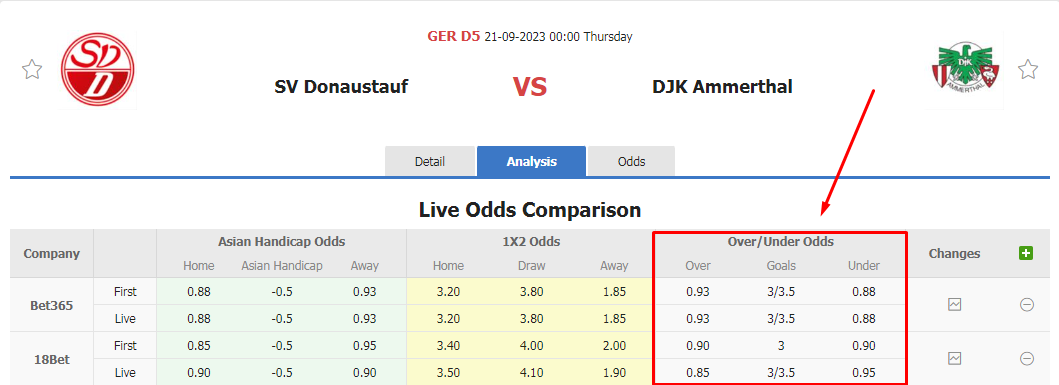 GER D5 21-09-2023 00:00 Thursday
SVD
DJK
AMMERTHAL
SV Donaustauf VS DJK Ammerthal
Detail Analysis Odds
Live Odds Comparison
Company Asian Handicap Odds 1X2 Odds Over/Under Odds Changes
Home Asian Handicap Away Home Draw Away Over Goals Under
Bet365
First 0.88 -0.5 0.93 3.20 3.80 1.85 0.93 3/3.5 0.88
Live 0.88 -0.5 0.93 3.20 3.80 1.85 0.93 3/3.5 0.88
18Bet
First 0.85 -0.5 0.95 3.40 4.00 2.00 0.90 3 0.90
Live 0.90 -0.5 0.90 3.50 4.10 1.90 0.85 3/3.5 0.95